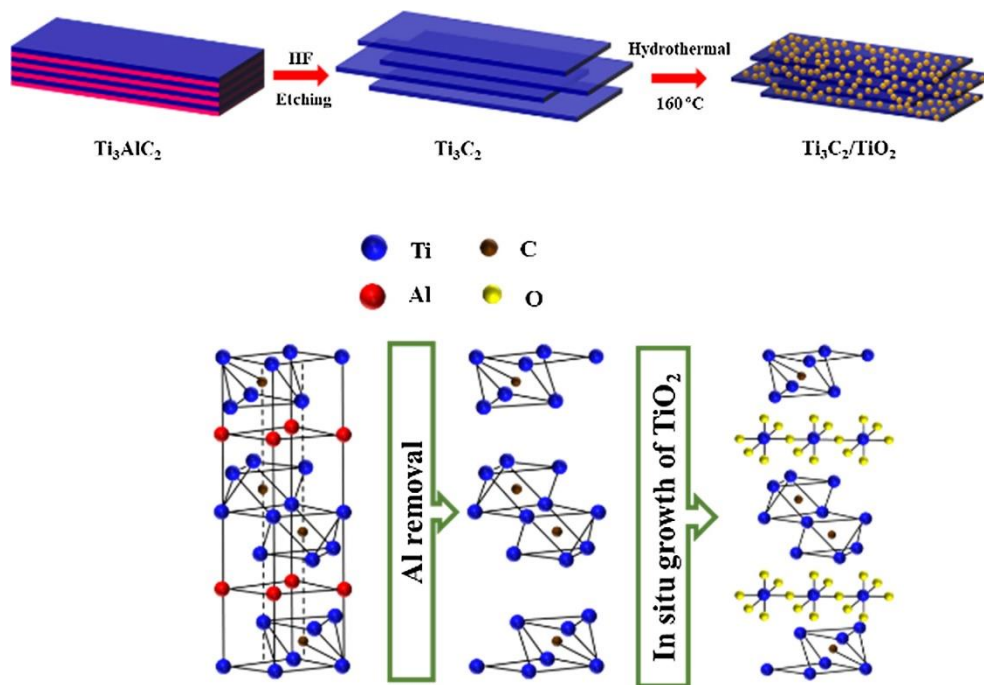 HF
Etching
Hydrothermal
160 °C
Ti₃AlC₂
Ti₃C₂
Ti₃C₂/TiO₂
Ti
C
Al
O
Al removal
In situ growth of TiO₂